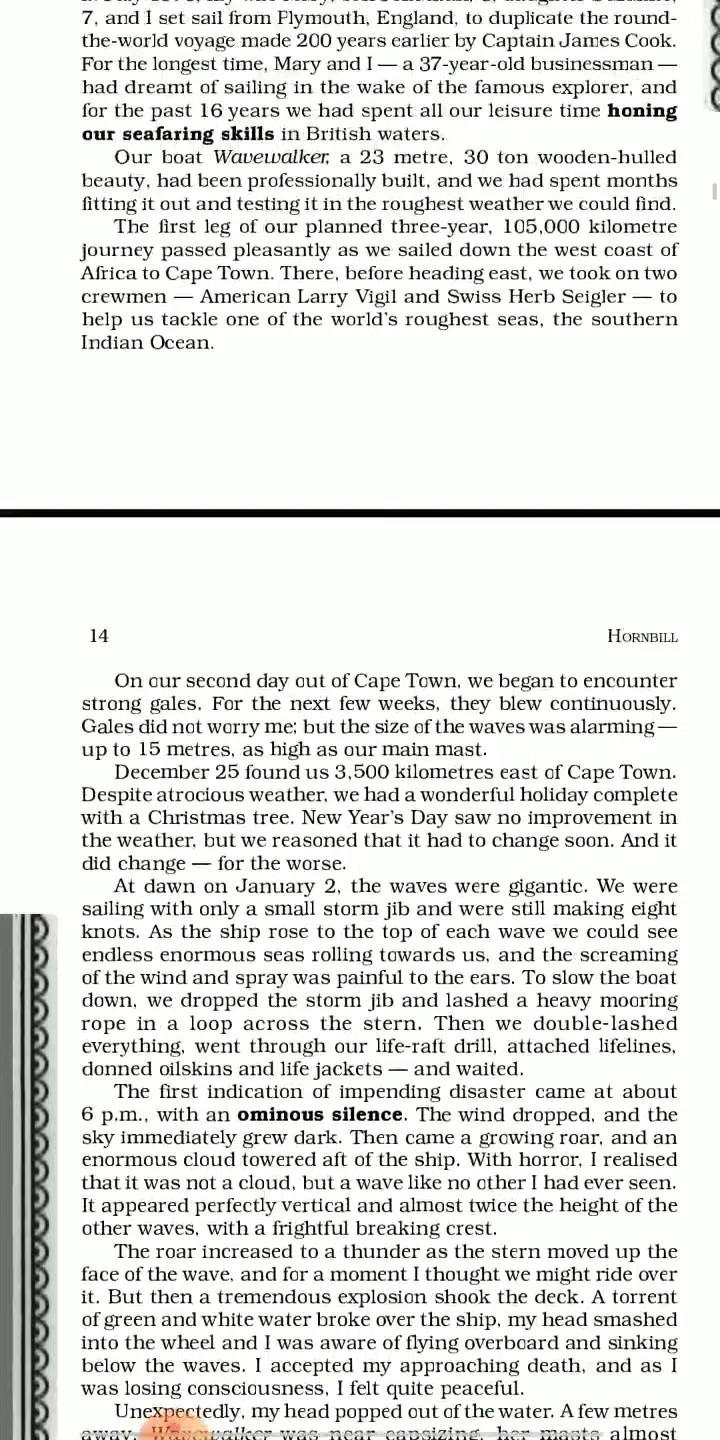 7, and I set sail from Plymouth, England, to duplicate the round-
the-world voyage made 200 years earlier by Captain James Cook.
For the longest time, Mary and I — a 37-year-old businessman —
had dreamt of sailing in the wake of the famous explorer, and
for the past 16 years we had spent all our leisure time honing
our seafaring skills in British waters.
Our boat Wavewalker, a 23 metre, 30 ton wooden-hulled
beauty, had been professionally built, and we had spent months
fitting it out and testing it in the roughest weather we could find.
The first leg of our planned three-year, 105,000 kilometre
journey passed pleasantly as we sailed down the west coast of
Africa to Cape Town. There, before heading east, we took on two
crewmen — American Larry Vigil and Swiss Herb Seigler — to
help us tackle one of the world's roughest seas, the southern
Indian Ocean.
14 HORNBILL
On our second day out of Cape Town, we began to encounter
strong gales. For the next few weeks, they blew continuously.
Gales did not worry me; but the size of the waves was alarming —
up to 15 metres, as high as our main mast.
December 25 found us 3,500 kilometres east of Cape Town.
Despite atrocious weather, we had a wonderful holiday complete
with a Christmas tree. New Year's Day saw no improvement in
the weather, but we reasoned that it had to change soon. And it
did change — for the worse.
At dawn on January 2, the waves were gigantic. We were
sailing with only a small storm jib and were still making eight
knots. As the ship rose to the top of each wave we could see
endless enormous seas rolling towards us, and the screaming
of the wind and spray was painful to the ears. To slow the boat
down, we dropped the storm jib and lashed a heavy mooring
rope in a loop across the stern. Then we double-lashed
everything, went through our life-raft drill, attached lifelines,
donned oilskins and life jackets — and waited.
The first indication of impending disaster came at about
6 p.m., with an ominous silence. The wind dropped, and the
sky immediately grew dark. Then came a growing roar, and an
enormous cloud towered aft of the ship. With horror, I realised
that it was not a cloud, but a wave like no other I had ever seen.
It appeared perfectly vertical and almost twice the height of the
other waves, with a frightful breaking crest.
The roar increased to a thunder as the stern moved up the
face of the wave, and for a moment I thought we might ride over
it. But then a tremendous explosion shook the deck. A torrent
of green and white water broke over the ship, my head smashed
into the wheel and I was aware of flying overboard and sinking
below the waves. I accepted my approaching death, and as I
was losing consciousness, I felt quite peaceful.
Unexpectedly, my head popped out of the water. A few metres
away, Wavewalker was near capsizing, her masts almost